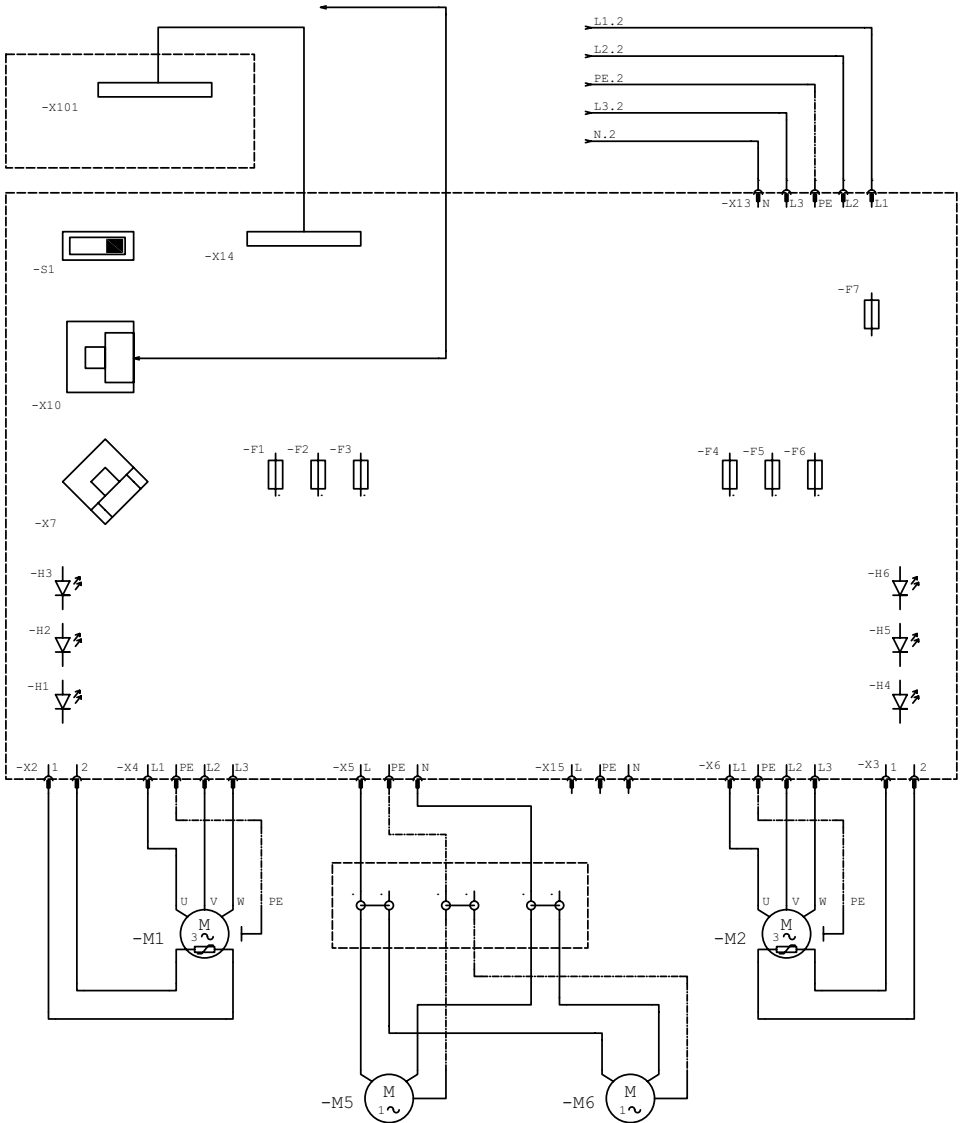 L1.2
L2.2
PE.2
L3.2
N.2
-X101
-X13 N L3 PE L2 L1
-S1
-X14
-F7
-X10
-F1 -F2 -F3
-F4 -F5 -F6
-X7
-H3
-H6
-H2
-H5
-H1
-H4
-X2 1 2 -X4 L1 PE L2 L3
-X5 L PE N
-X15 L PE N
-X6 L1 PE L2 L3 -X3 1 2
U V W PE
U V W PE
-M1
M
3
-M2
M
3
-M5
M
1
-M6
M
1